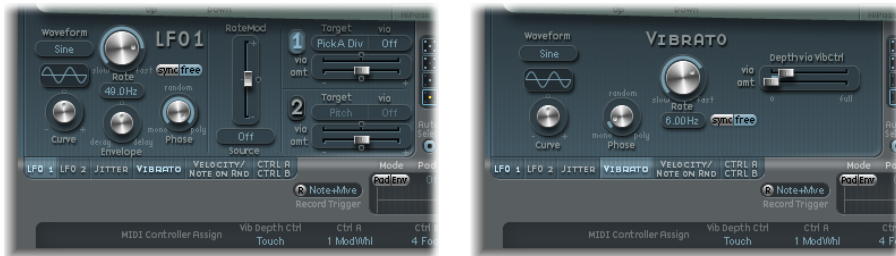 Waveform
Sine
slow fast
Rate
49.0Hz
LFO 1
sync free
random
mono poly
Phase
- +
Curve
decay delay
Envelope
RateMod
Off
Source
1
Target via
PickA Div Off
via
amt
2
Target via
Pitch Off
via
amt
LFO 1 LFO 2 JITTER VIBRATO VELOCITY/ NOTE ON RND CTRL A CTRL B
Mode
Pad Env
R Note+Mve
Record Trigger
MIDI Controller Assign
Vib Depth Ctrl
Touch
Ctrl A
1 ModWhl
Waveform
Sine
- +
Curve
VIBRATO
random
mono poly
Phase
slow fast
Rate
6.00Hz
sync free
Depth via VibCtrl
via
amt
0 full
LFO 1 LFO 2 JITTER VIBRATO VELOCITY/ NOTE ON RND CTRL A CTRL B
Mode
Pad Env
R Note+Mve
Record Trigger
MIDI Controller Assign
Vib Depth Ctrl
Touch
Ctrl A
1 ModWhl